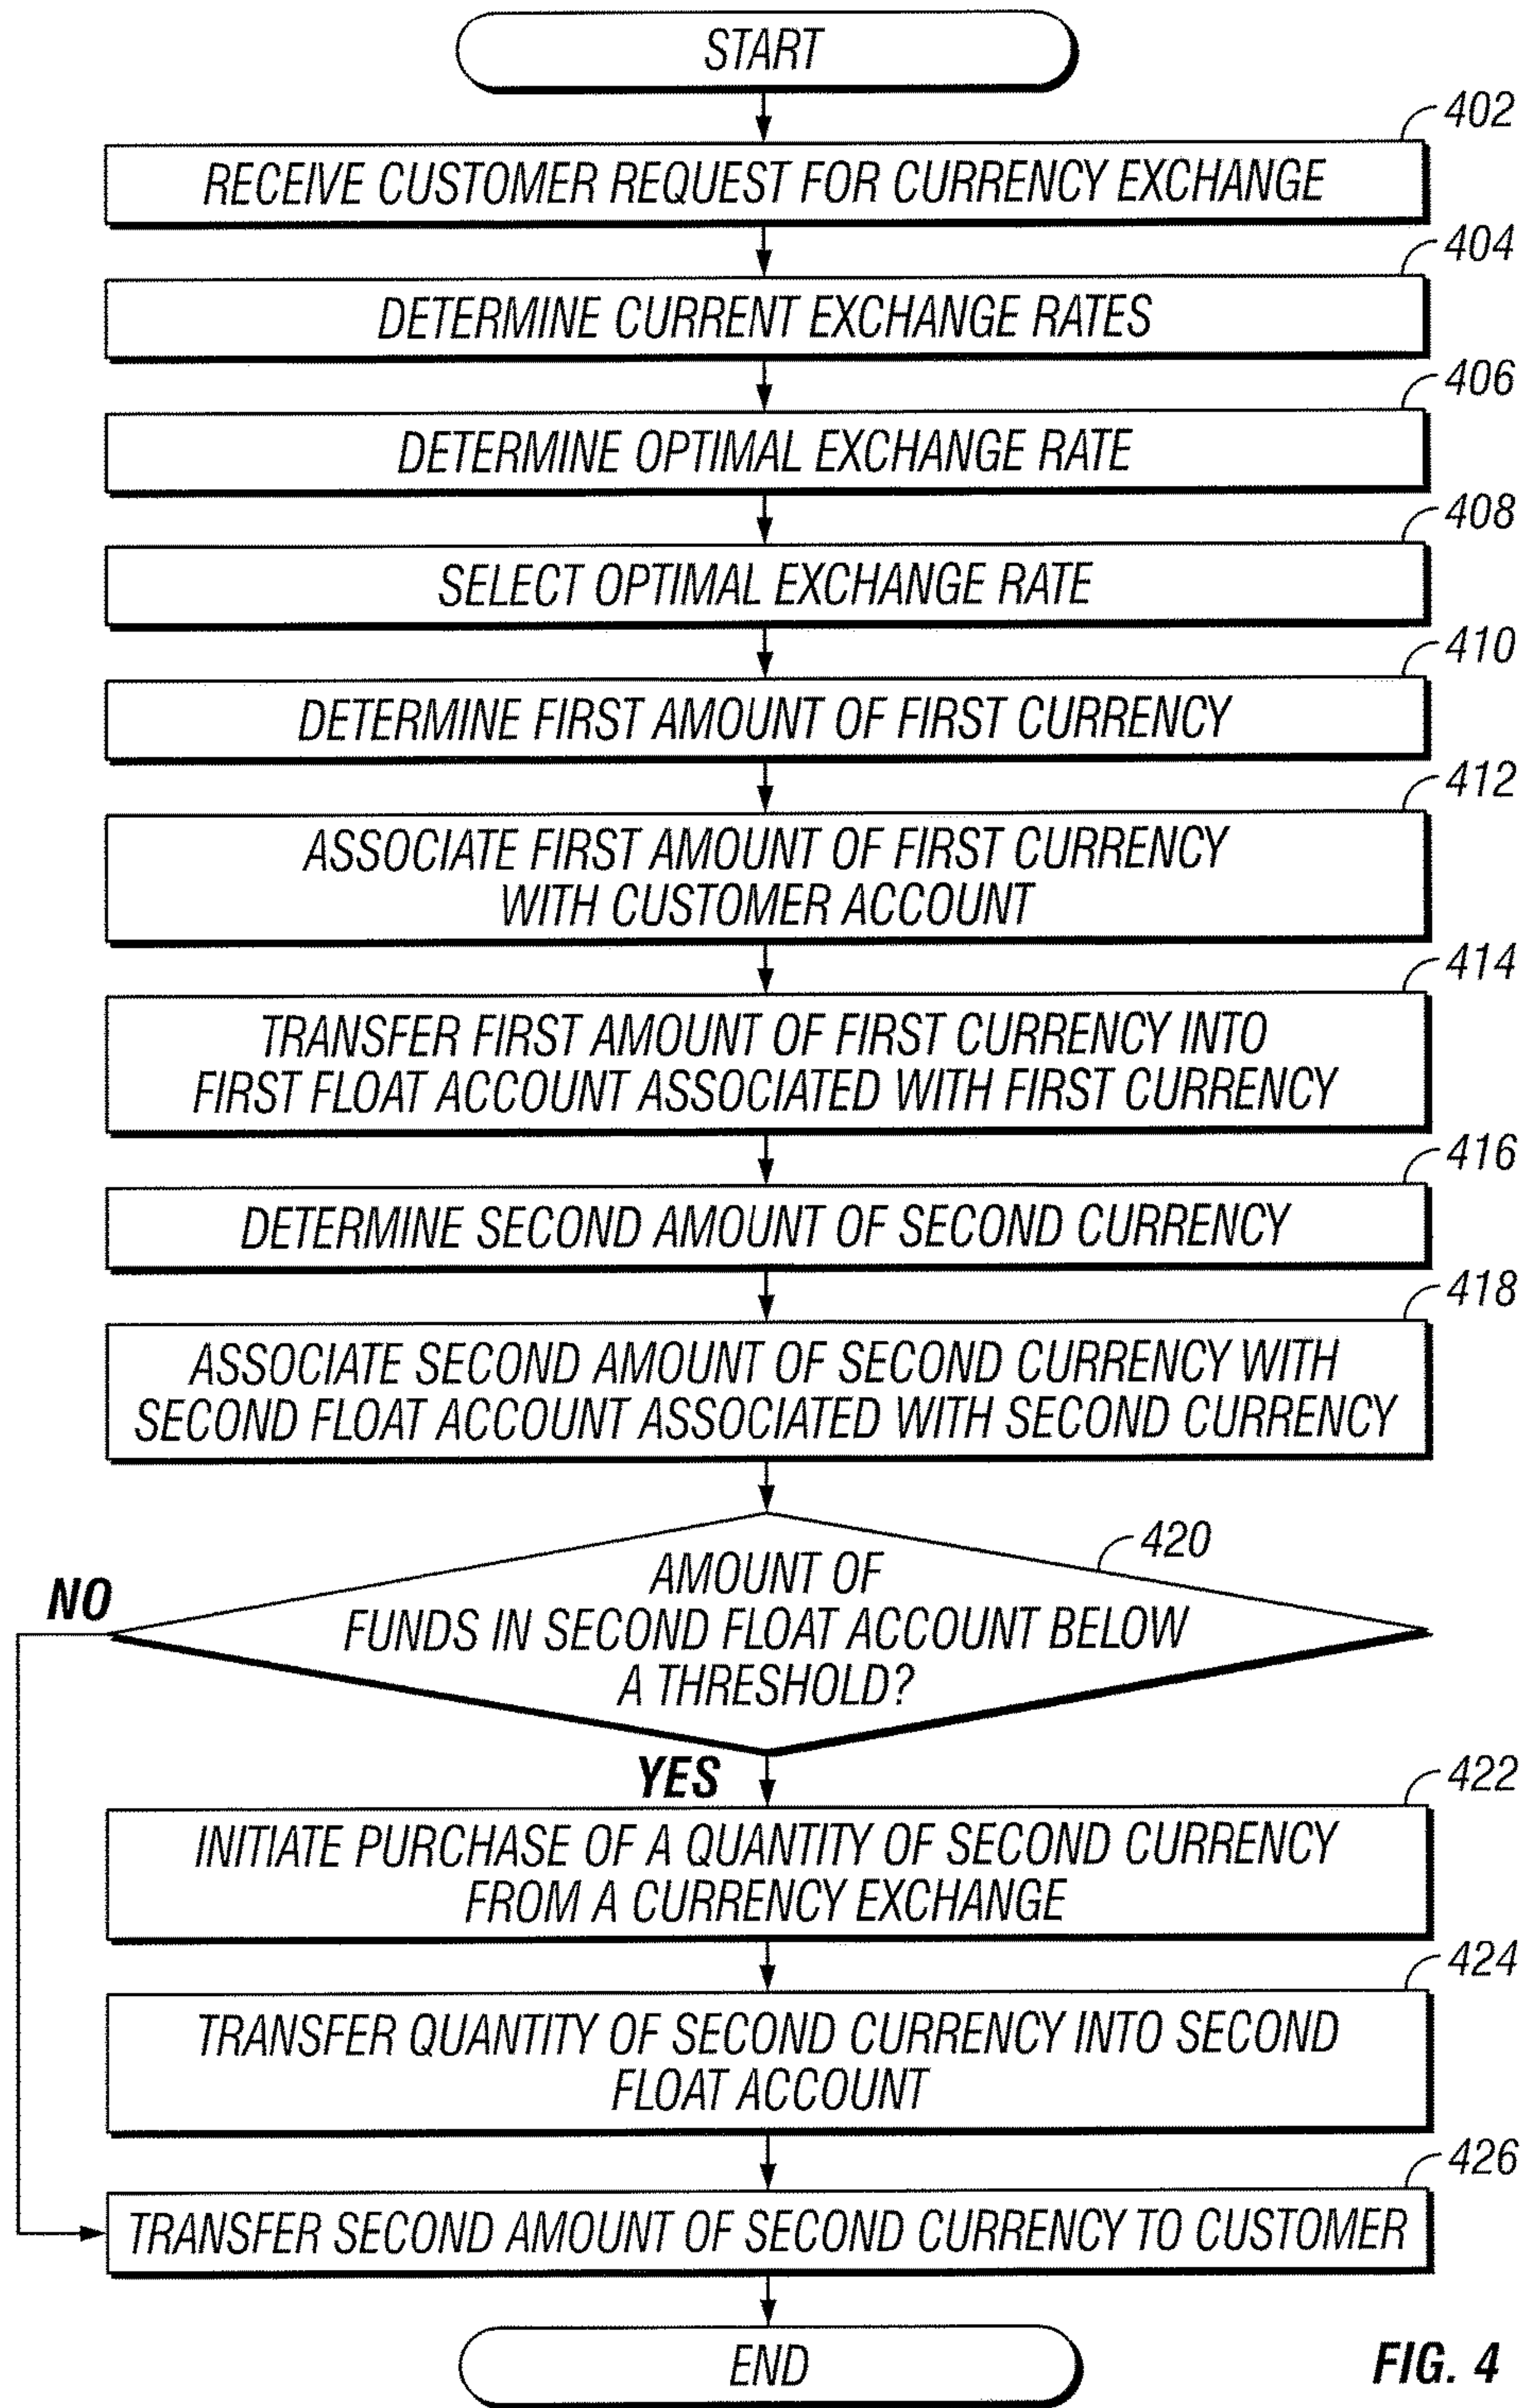 START
402
RECEIVE CUSTOMER REQUEST FOR CURRENCY EXCHANGE
404
DETERMINE CURRENT EXCHANGE RATES
406
DETERMINE OPTIMAL EXCHANGE RATE
408
SELECT OPTIMAL EXCHANGE RATE
410
DETERMINE FIRST AMOUNT OF FIRST CURRENCY
412
ASSOCIATE FIRST AMOUNT OF FIRST CURRENCY
WITH CUSTOMER ACCOUNT
414
TRANSFER FIRST AMOUNT OF FIRST CURRENCY INTO
FIRST FLOAT ACCOUNT ASSOCIATED WITH FIRST CURRENCY
416
DETERMINE SECOND AMOUNT OF SECOND CURRENCY
418
ASSOCIATE SECOND AMOUNT OF SECOND CURRENCY WITH
SECOND FLOAT ACCOUNT ASSOCIATED WITH SECOND CURRENCY
420
AMOUNT OF
FUNDS IN SECOND FLOAT ACCOUNT BELOW
A THRESHOLD?
NO
YES
422
INITIATE PURCHASE OF A QUANTITY OF SECOND CURRENCY
FROM A CURRENCY EXCHANGE
424
TRANSFER QUANTITY OF SECOND CURRENCY INTO SECOND
FLOAT ACCOUNT
426
TRANSFER SECOND AMOUNT OF SECOND CURRENCY TO CUSTOMER
END
FIG. 4